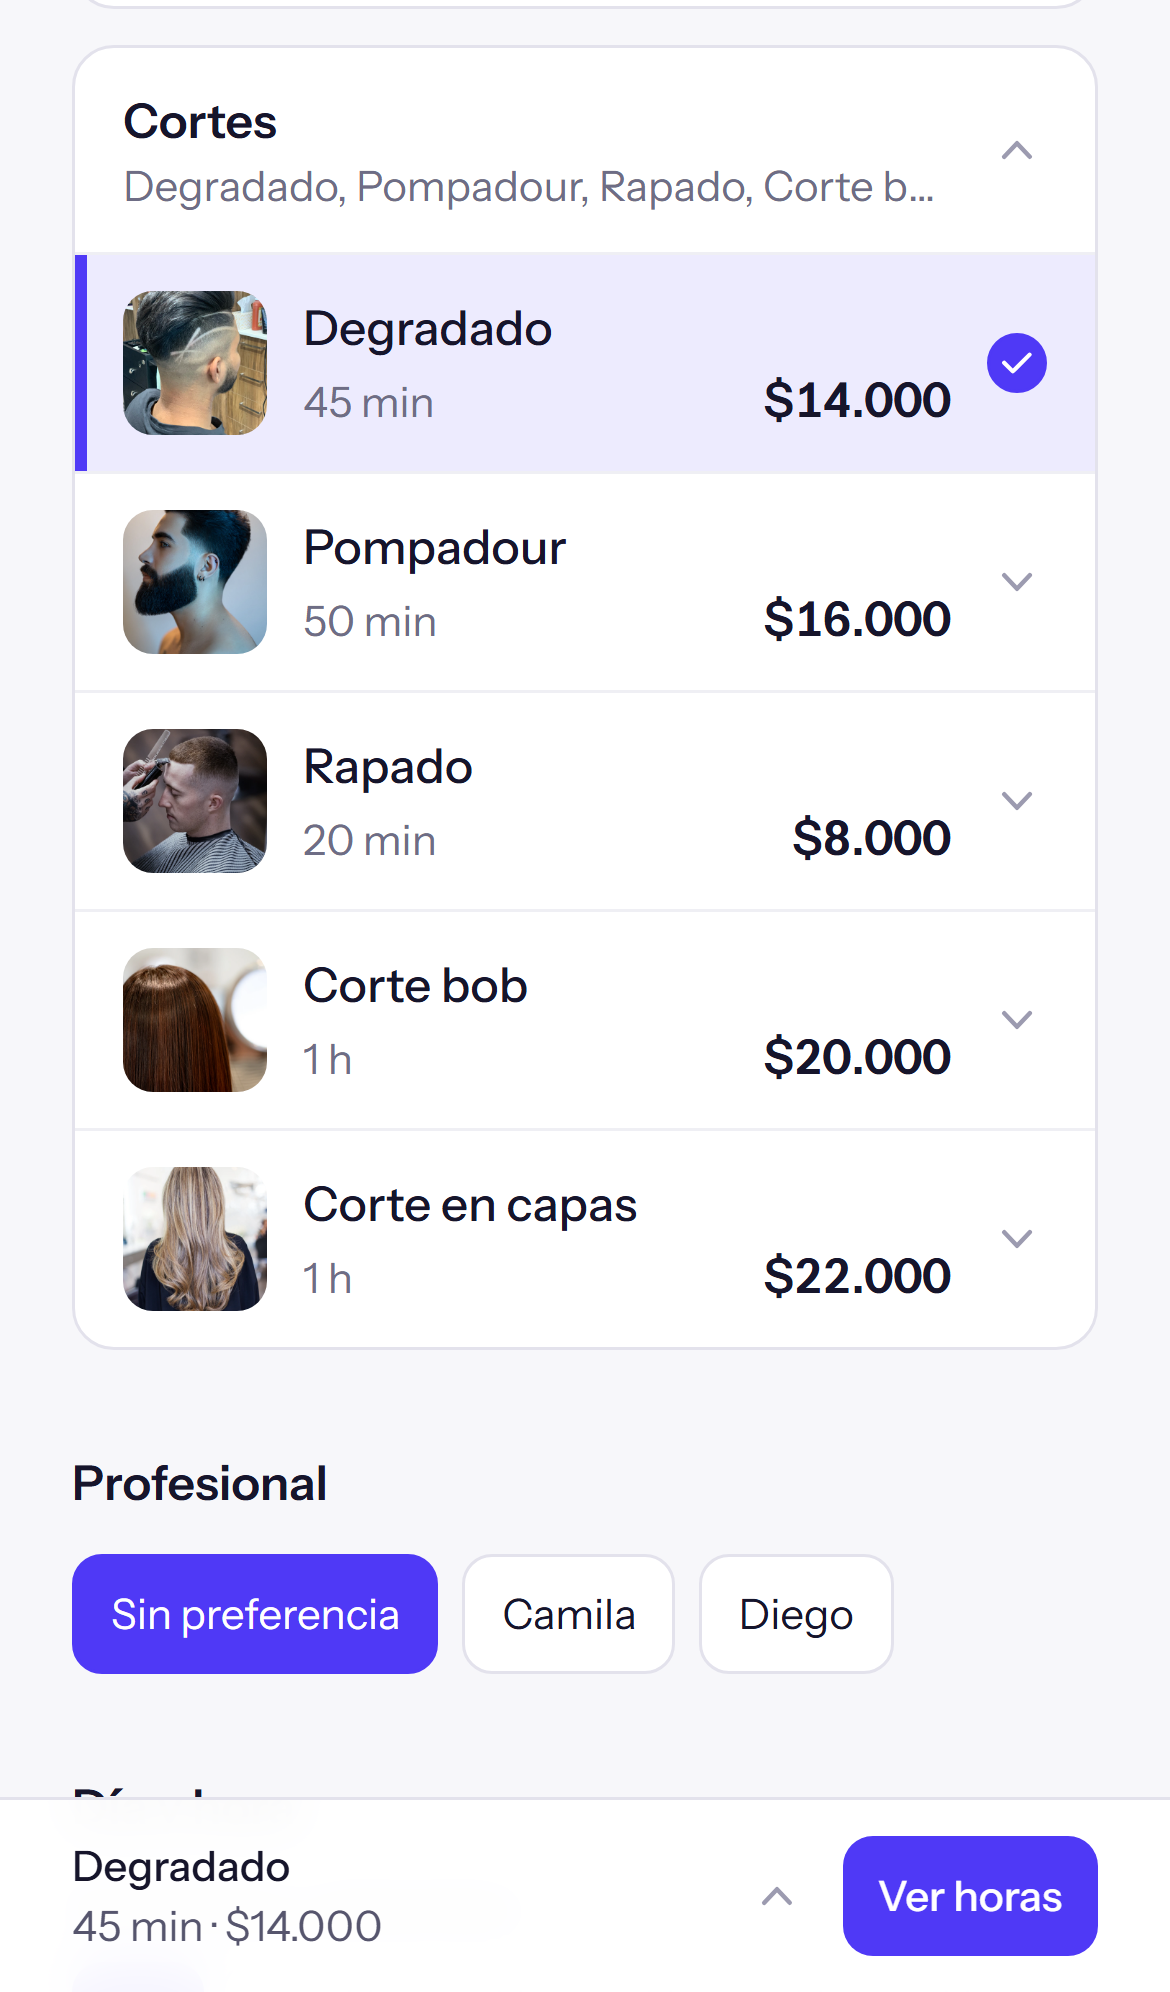 Cortes
Degradado, Pompadour, Rapado, Corte b...
Degradado
45 min
$14.000
Pompadour
50 min
$16.000
Rapado
20 min
$8.000
Corte bob
1 h
$20.000
Corte en capas
1 h
$22.000
Profesional
Sin preferencia
Camila
Diego
Degradado
45 min · $14.000
Ver horas